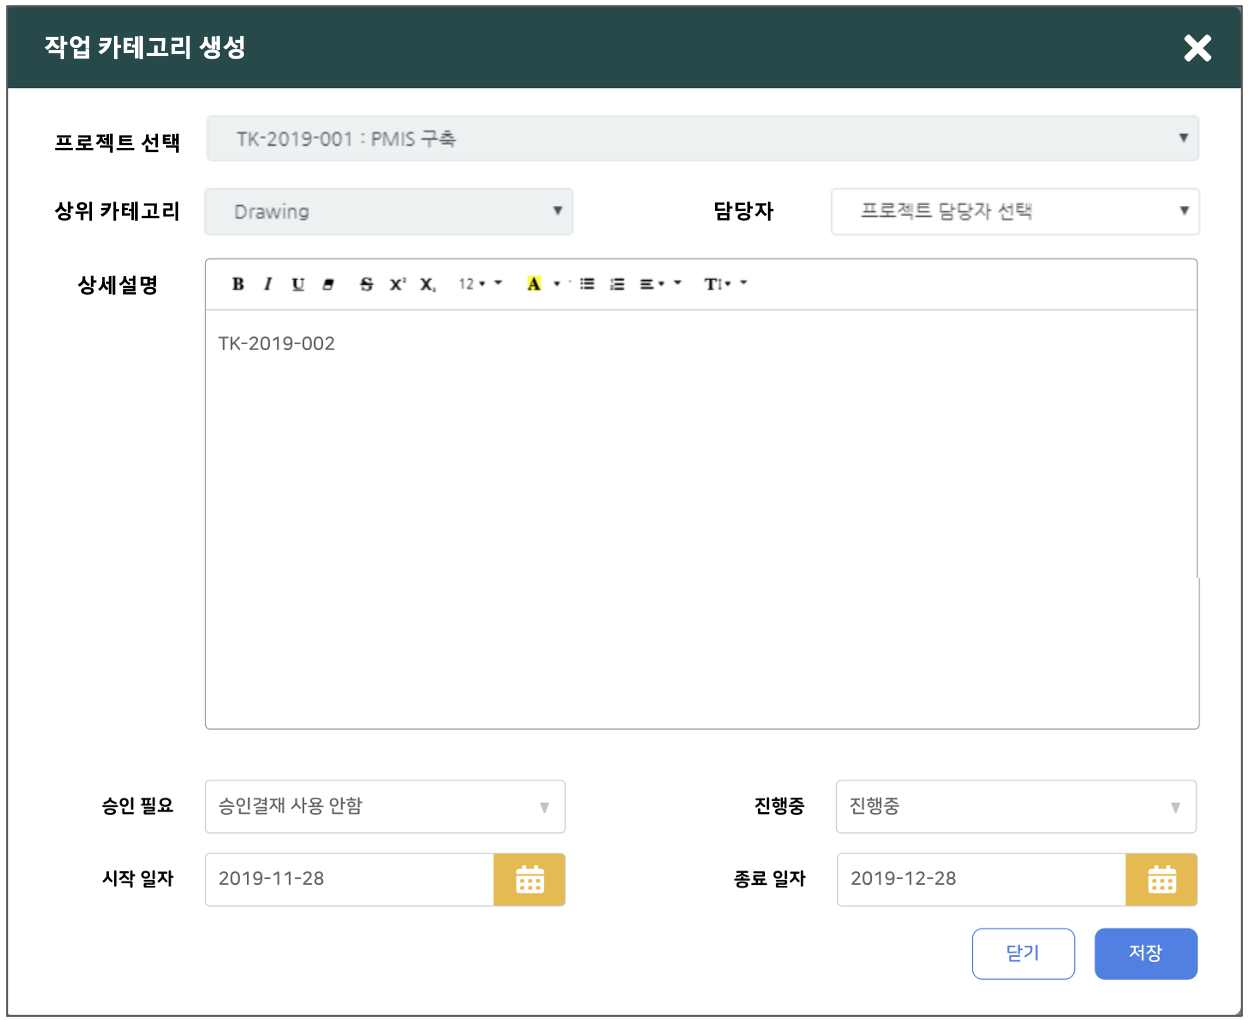 작업 카테고리 생성
프로젝트 선택 TK-2019-001 : PMIS 구축
상위 카테고리 Drawing 담당자 프로젝트 담당자 선택
상세설명 B I U S X² X, 12 A T
TK-2019-002
승인 필요 승인결재 사용 안함 진행중 진행중
시작 일자 2019-11-28 종료 일자 2019-12-28
닫기 저장